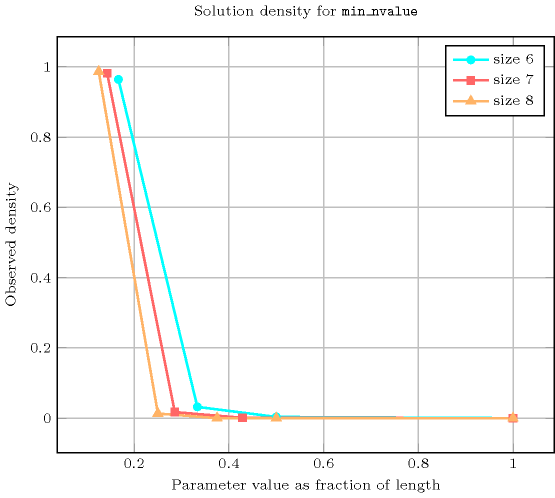 Solution density for min_nvalue
size 6
size 7
size 8
1
0.8
0.6
0.4
0.2
0
Observed density
0.2 0.4 0.6 0.8 1
Parameter value as fraction of length